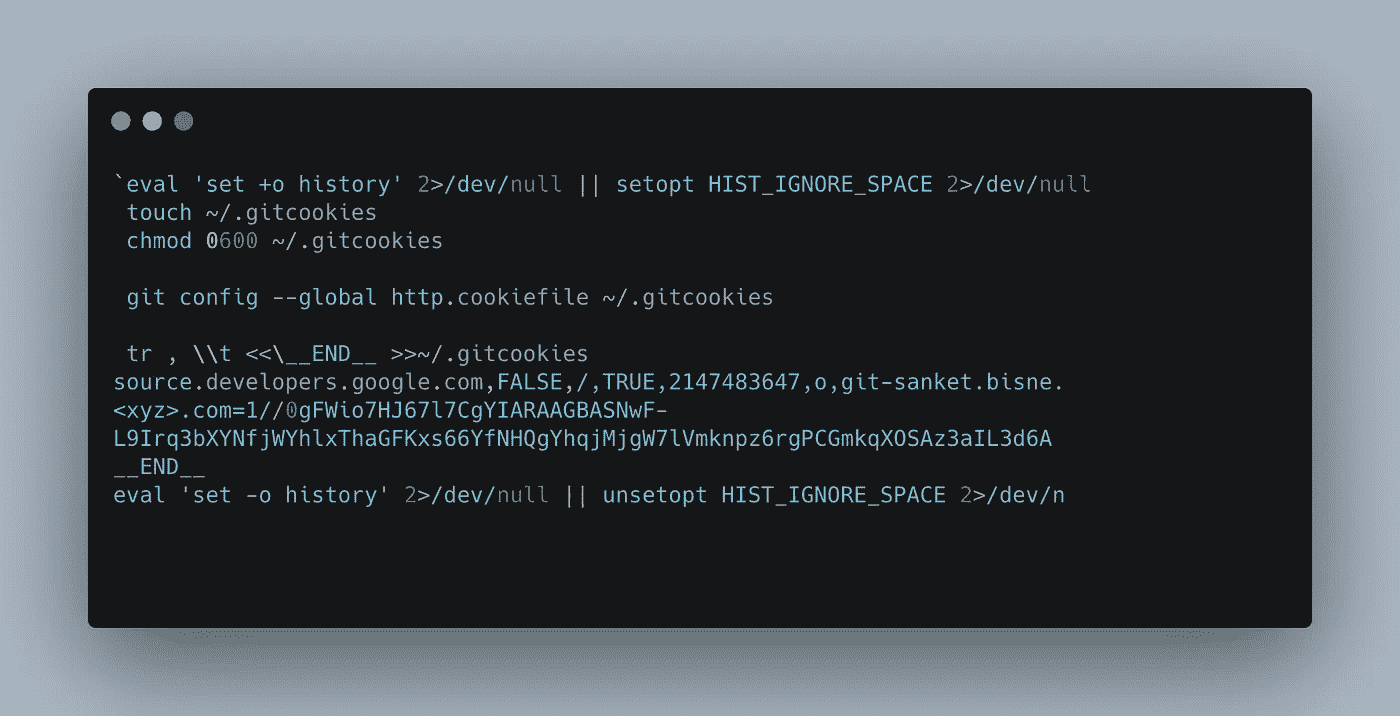 `eval 'set +o history' 2>/dev/null || setopt HIST_IGNORE_SPACE 2>/dev/null
touch ~/.gitcookies
chmod 0600 ~/.gitcookies
git config --global http.cookiefile ~/.gitcookies
tr , \\t <<\__END__ >>~/.gitcookies
source.developers.google.com,FALSE,/,TRUE,2147483647,o,git-sanket.bisne.
<xyz>.com=1//0gFWio7HJ67l7CgYIARAAGBASNwF-
L9Irq3bXYNfjWYhlxThaGFKxs66YfNHQgYhqjMjgW7lVmknpz6rgPCGmkqXOSAz3aIL3d6A
__END__
eval 'set -o history' 2>/dev/null || unsetopt HIST_IGNORE_SPACE 2>/dev/n